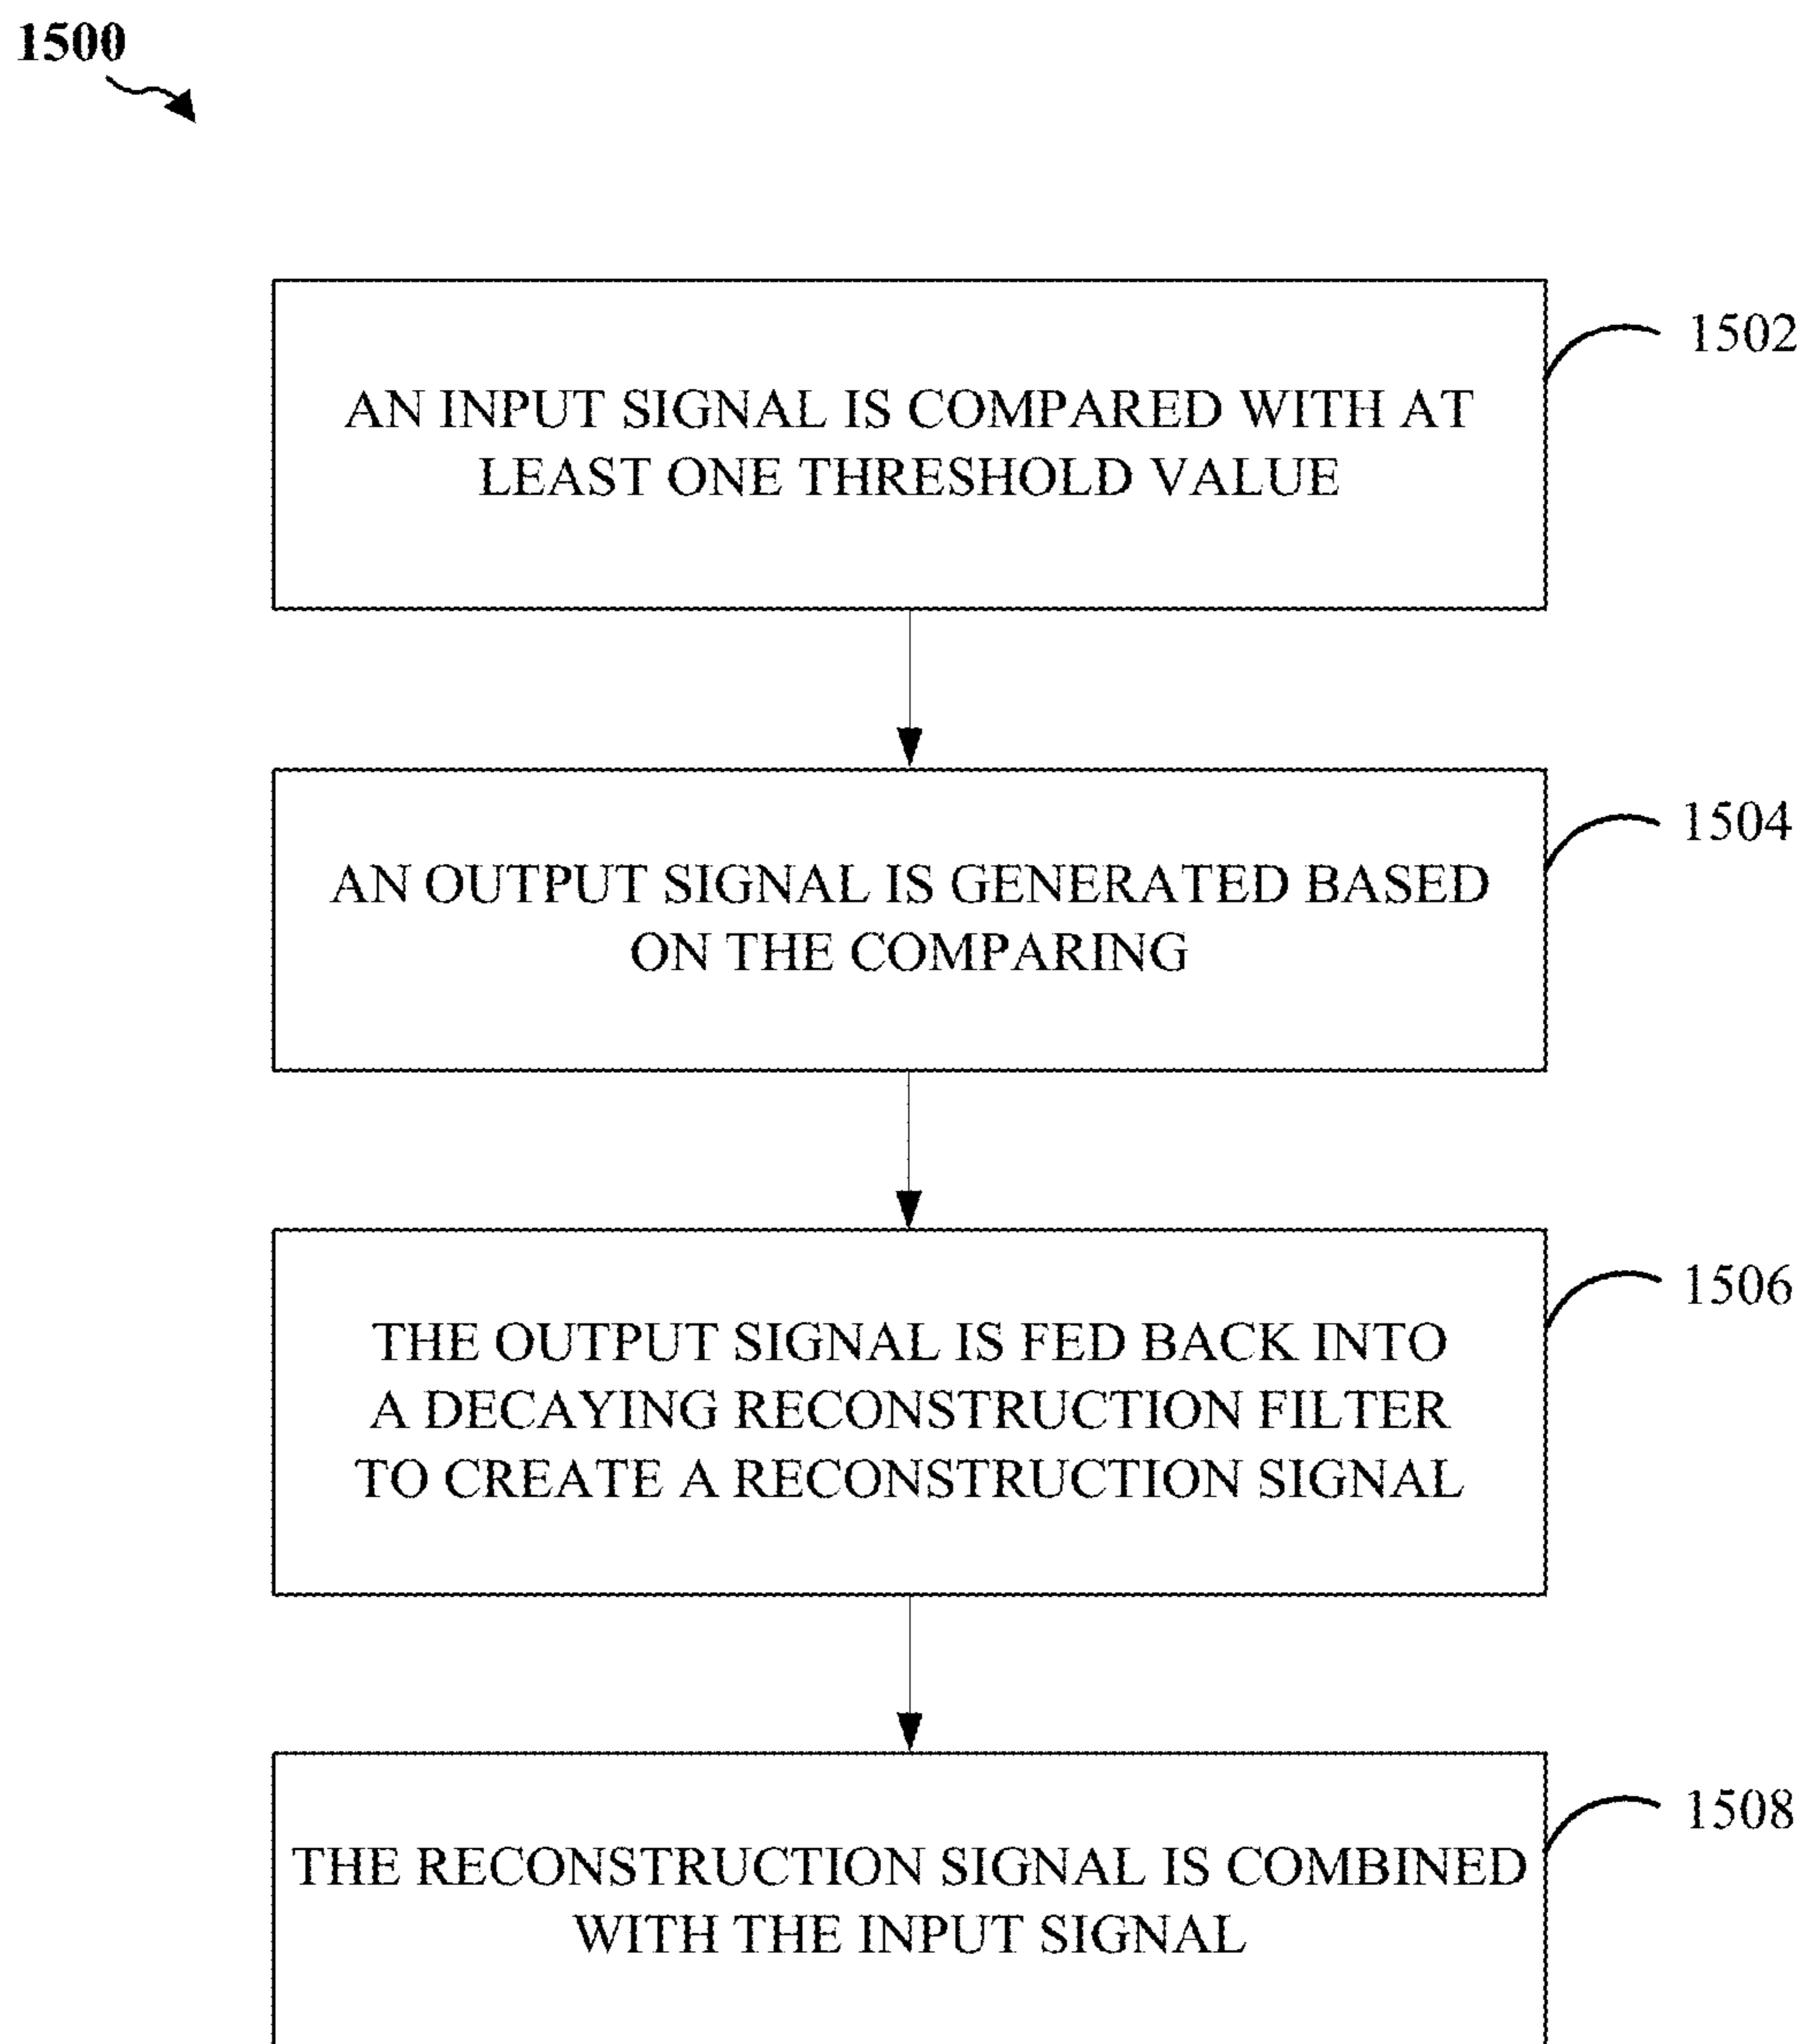 1500
AN INPUT SIGNAL IS COMPARED WITH AT
LEAST ONE THRESHOLD VALUE
1502
AN OUTPUT SIGNAL IS GENERATED BASED
ON THE COMPARING
1504
THE OUTPUT SIGNAL IS FED BACK INTO
A DECAYING RECONSTRUCTION FILTER
TO CREATE A RECONSTRUCTION SIGNAL
1506
THE RECONSTRUCTION SIGNAL IS COMBINED
WITH THE INPUT SIGNAL
1508